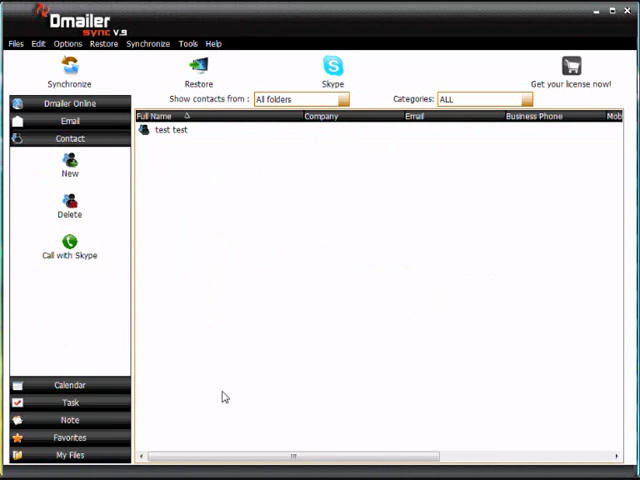 Dmailer
sync v.9
Files Edit Options Restore Synchronize Tools Help
Synchronize Restore Skype Get your license now!
Show contacts from : All folders Categories: ALL
Dmailer Online
Email
Contact
New
Delete
Call with Skype
Calendar
Task
Note
Favorites
My Files
Full Name Company Email Business Phone Mob
test test